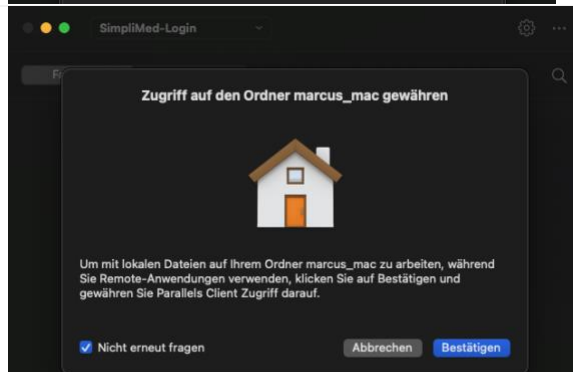 SimpliMed-Login
Zugriff auf den Ordner marcus_mac gewähren
Um mit lokalen Dateien auf Ihrem Ordner marcus_mac zu arbeiten, während
Sie Remote-Anwendungen verwenden, klicken Sie auf Bestätigen und
gewähren Sie Parallels Client Zugriff darauf.
Nicht erneut fragen
Abbrechen
Bestätigen